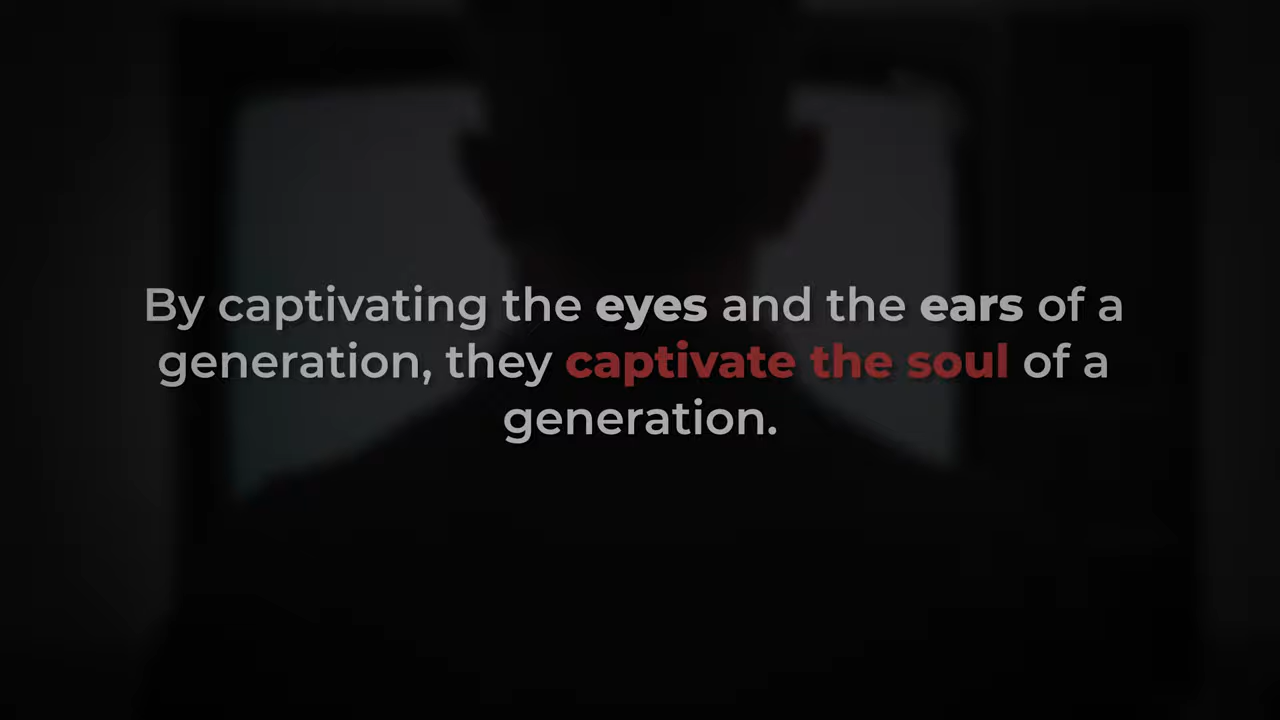 By captivating the eyes and the ears of a
generation, they captivate the soul of a
generation.